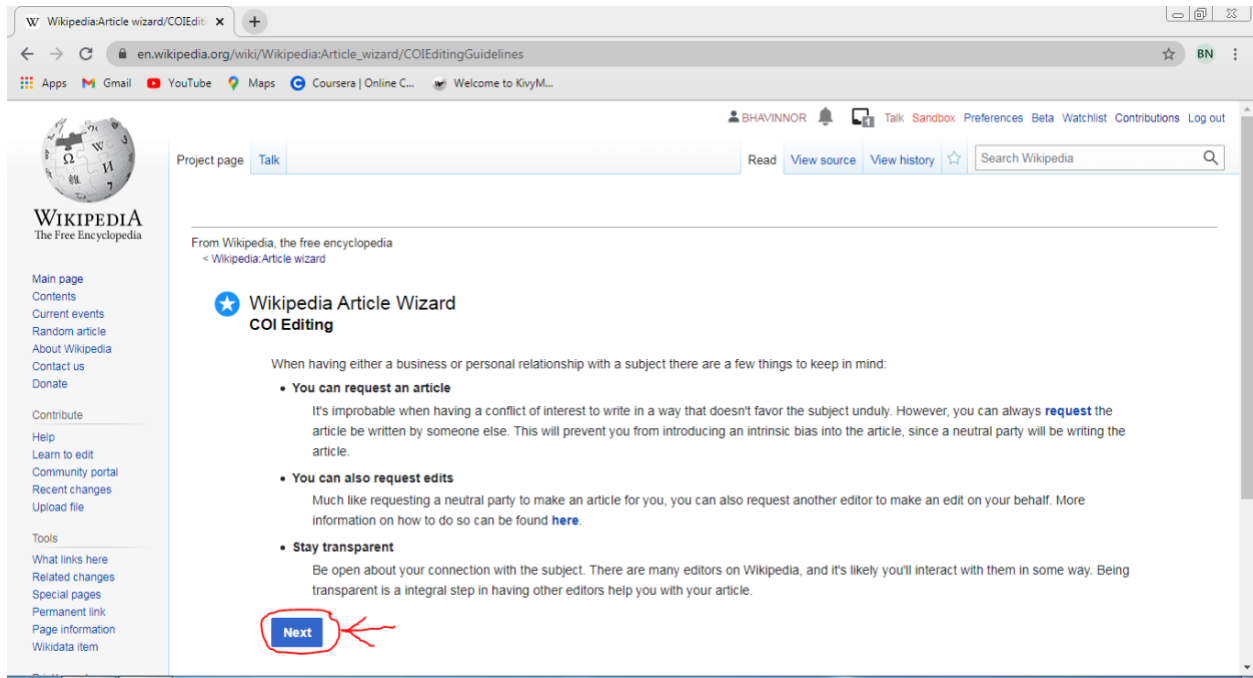 Wikipedia:Article wizard/COIEditi
en.wikipedia.org/wiki/Wikipedia:Article_wizard/COIEditingGuidelines
BN
Apps Gmail YouTube Maps Coursera | Online C... Welcome to KivyM...
BHAVINNOR 1 Talk Sandbox Preferences Beta Watchlist Contributions Log out
Project page Talk Read View source View history Search Wikipedia
WIKIPEDIA
The Free Encyclopedia
Main page
Contents
Current events
Random article
About Wikipedia
Contact us
Donate
Contribute
Help
Learn to edit
Community portal
Recent changes
Upload file
Tools
What links here
Related changes
Special pages
Permanent link
Page information
Wikidata item
From Wikipedia, the free encyclopedia
< Wikipedia:Article wizard
Wikipedia Article Wizard
COI Editing
When having either a business or personal relationship with a subject there are a few things to keep in mind:
• You can request an article
It's improbable when having a conflict of interest to write in a way that doesn't favor the subject unduly. However, you can always request the
article be written by someone else. This will prevent you from introducing an intrinsic bias into the article, since a neutral party will be writing the
article.
• You can also request edits
Much like requesting a neutral party to make an article for you, you can also request another editor to make an edit on your behalf. More
information on how to do so can be found here.
• Stay transparent
Be open about your connection with the subject. There are many editors on Wikipedia, and it's likely you'll interact with them in some way. Being
transparent is a integral step in having other editors help you with your article.
Next